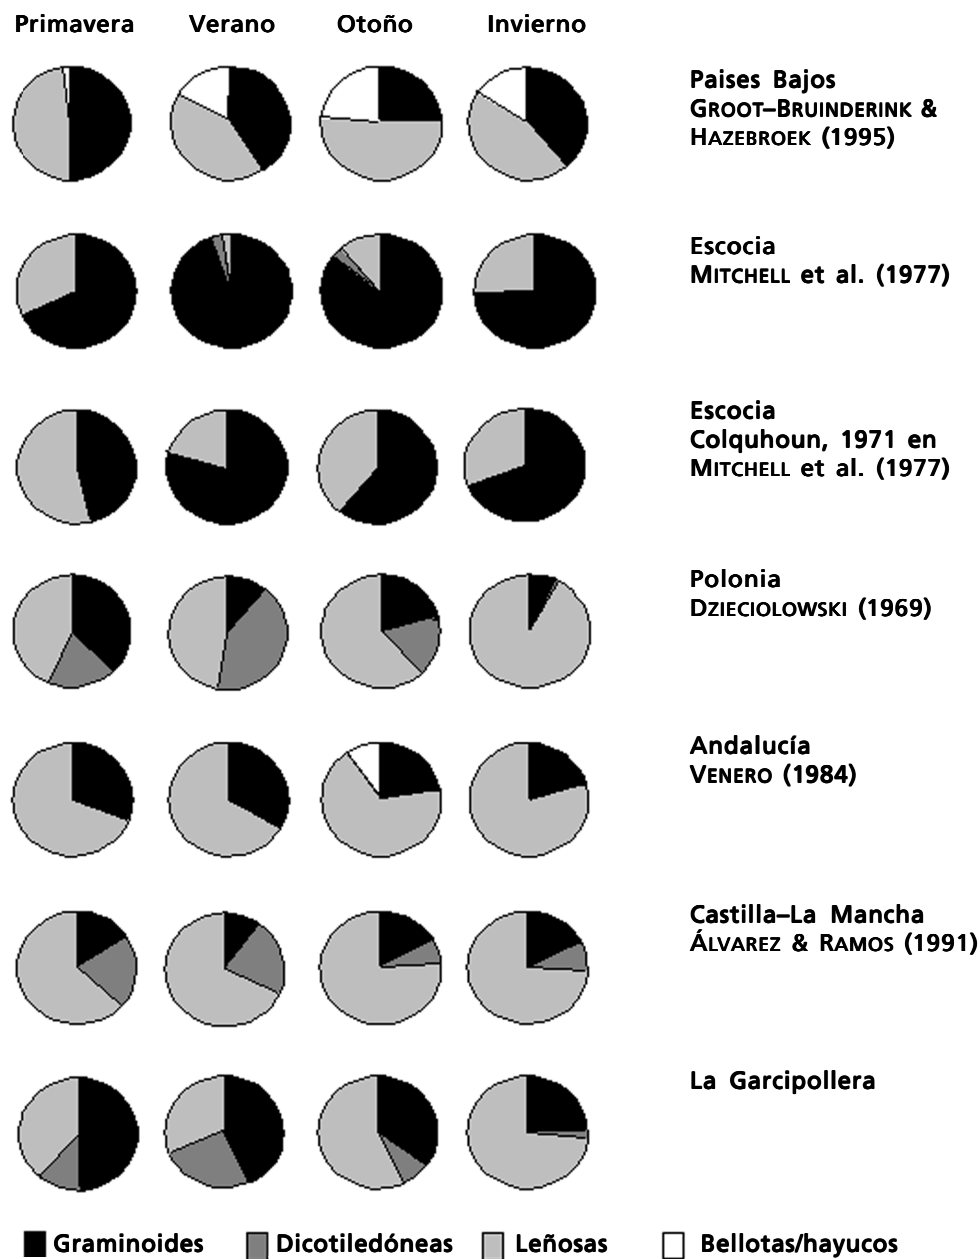 Primavera Verano Otoño Invierno
Paises Bajos
GROOT–BRUINDERINK &
HAZEBROEK (1995)
Escocia
MITCHELL et al. (1977)
Escocia
Colquhoun, 1971 en
MITCHELL et al. (1977)
Polonia
DZIECIOLOWSKI (1969)
Andalucía
VENERO (1984)
Castilla–La Mancha
ÁLVAREZ & RAMOS (1991)
La Garcipollera
Graminoides Dicotiledóneas Leñosas Bellotas/hayucos